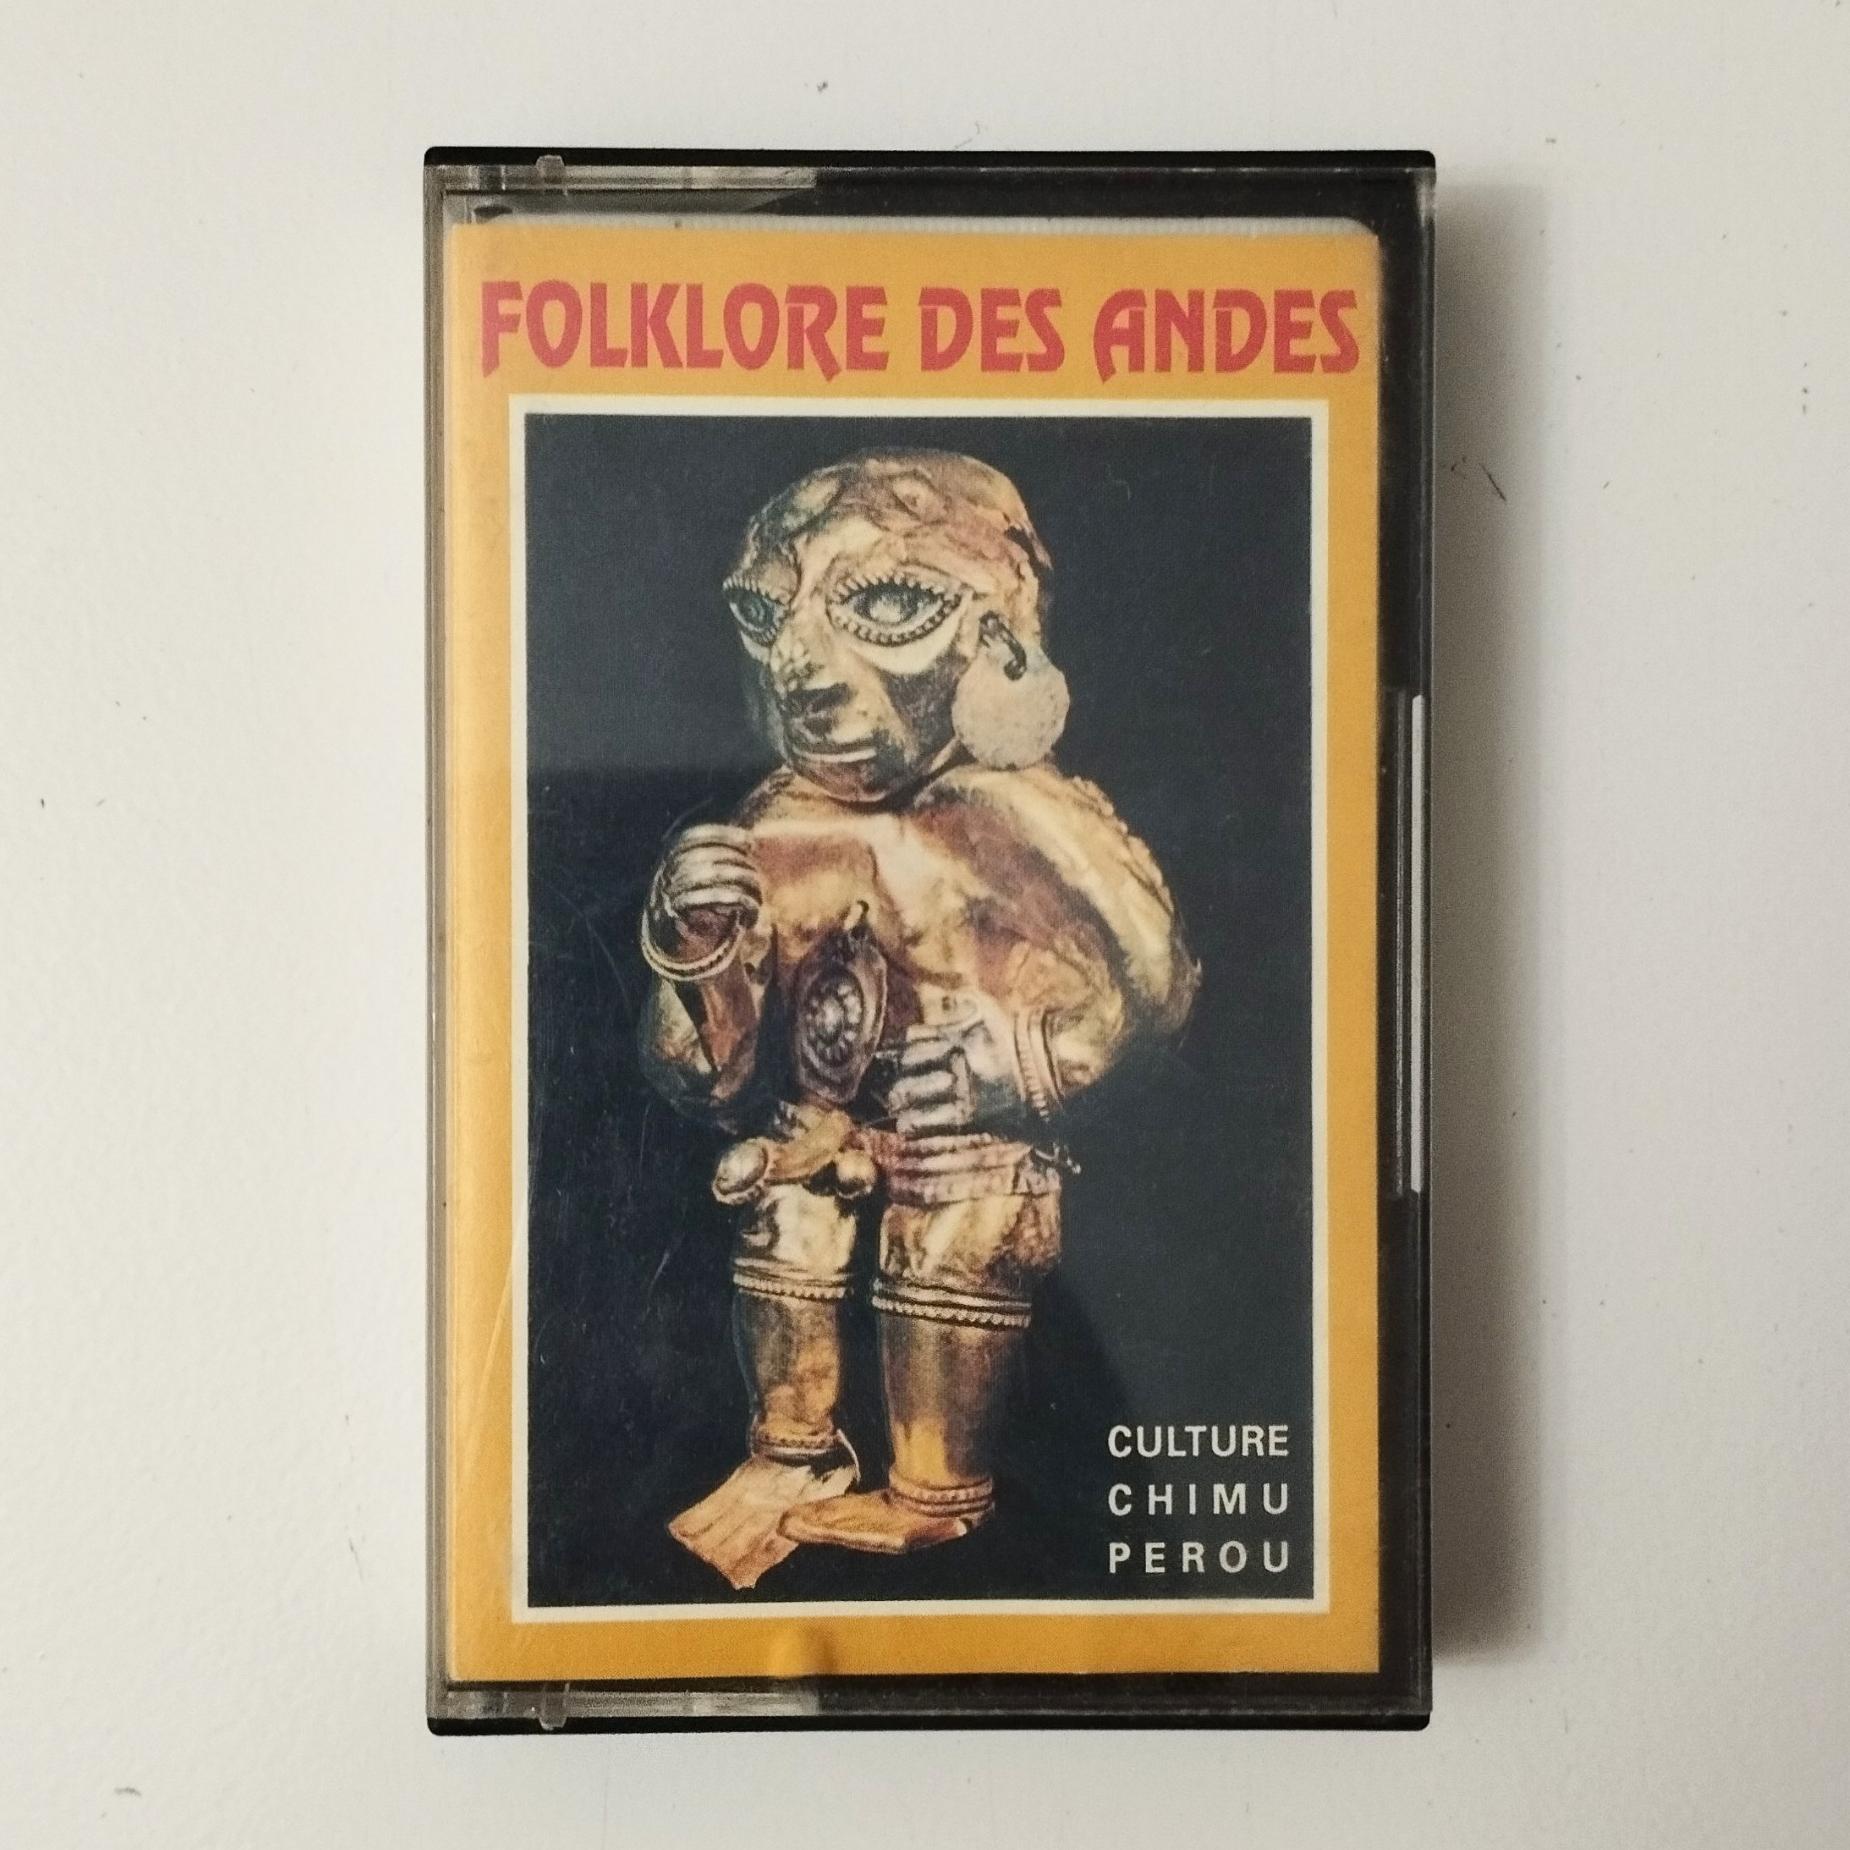 FOLKLORE DES ANDES
CULTURE
CHIMU
PEROU